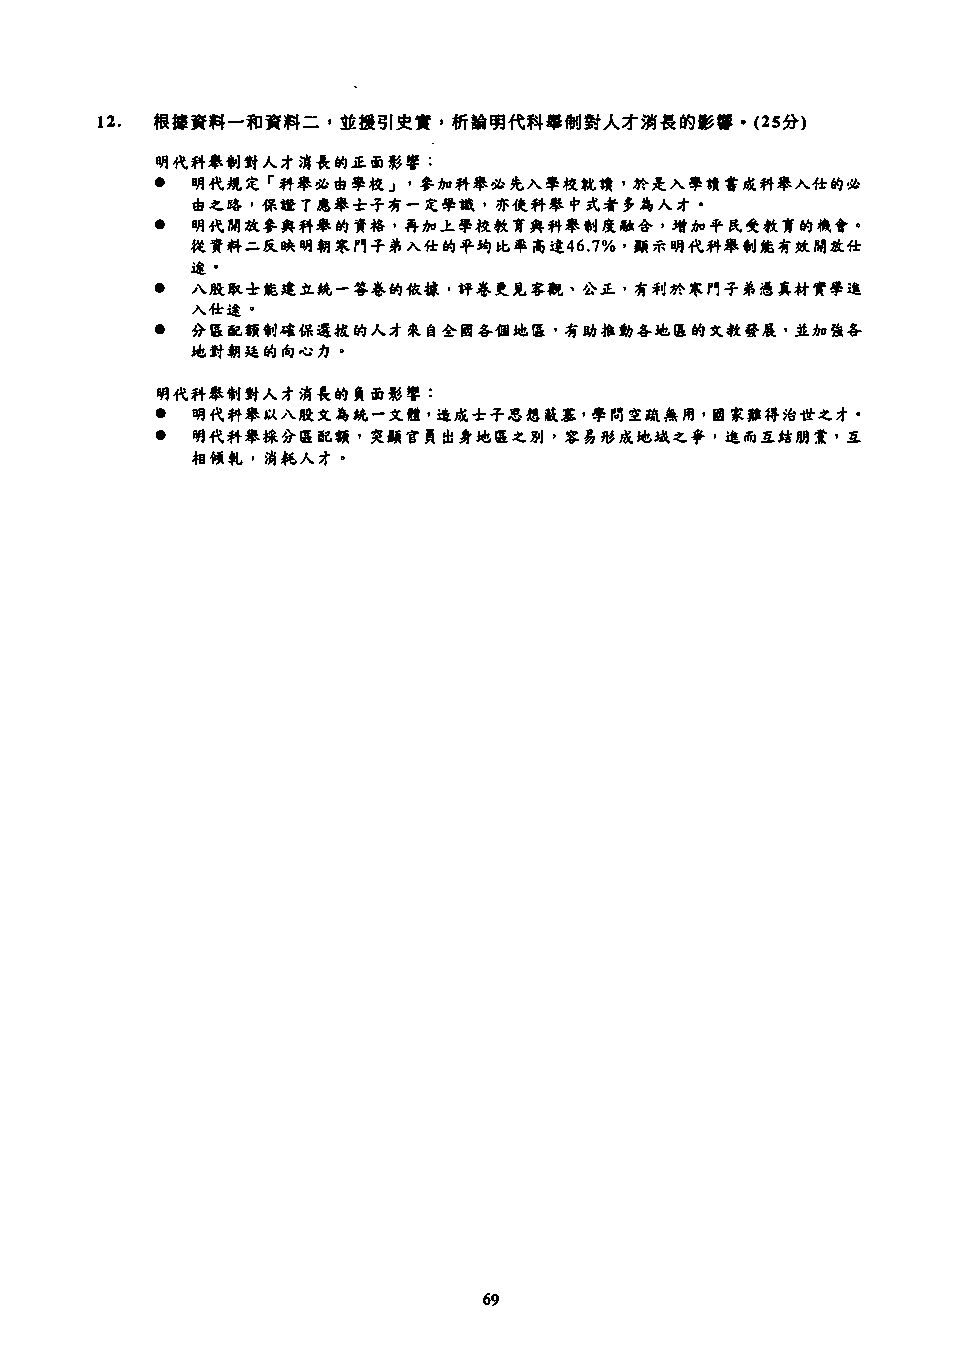 12. 根據資料一和資料二，並援引史實，析論明代科舉制對人才消長的影響。(25分)
明代科舉制對人才消長的正面影響：
● 明代規定「科舉必由學校」，參加科舉必先入學校就讀，於是入學讀書成科舉入仕的必
由之路，保證了應舉士子有一定學識，亦使科舉中式者多為人才。
● 明代開放參與科舉的資格，再加上學校教育與科舉制度融合，增加平民受教育的機會。
從資料二反映明朝寒門子弟入仕的平均比率高達46.7%，顯示明代科舉制能有效開放仕
途。
● 八股取士能建立統一答卷的依據，評卷更見客觀、公正，有利於寒門子弟憑真材實學進
入仕途。
● 分區配額制確保選拔的人才來自全國各個地區，有助推動各地區的文教發展，並加強各
地對朝廷的向心力。
明代科舉制對人才消長的負面影響：
● 明代科舉以八股文為統一文體，造成士子思想蔽塞，學問空疏無用，國家難得治世之才。
● 明代科舉採分區配額，突顯官員出身地區之別，容易形成地域之爭，進而互結朋黨，互
相傾軋，消耗人才。
69